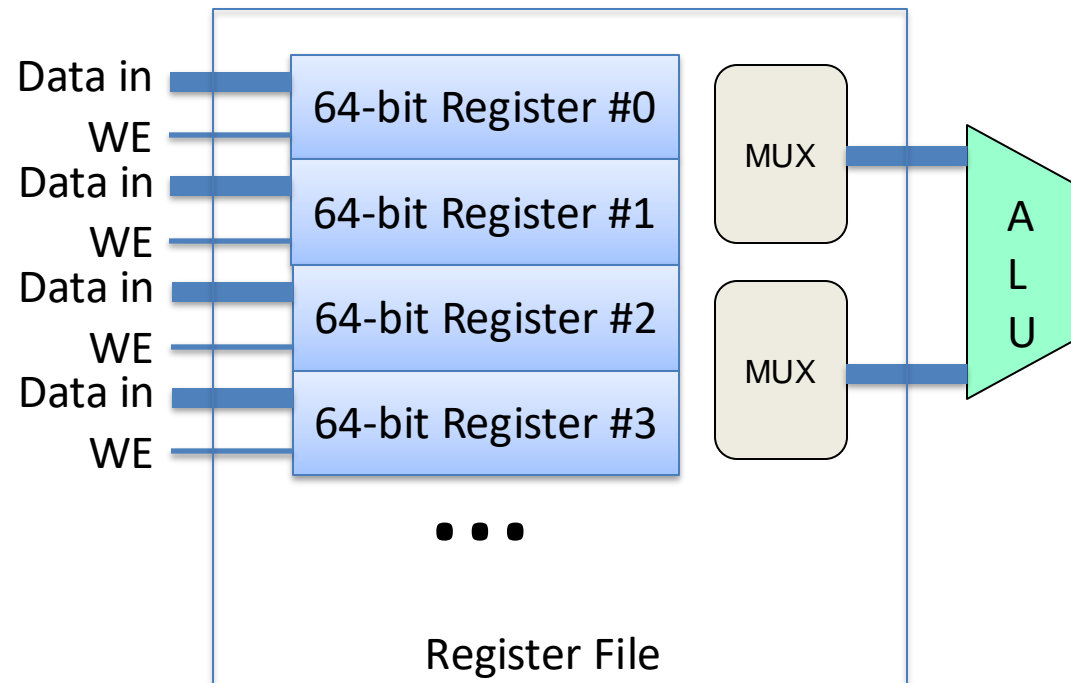 Data in
64-bit Register #0
WE
MUX
Data in
64-bit Register #1
WE
A
L
U
Data in
64-bit Register #2
WE
MUX
Data in
64-bit Register #3
WE
...
Register File